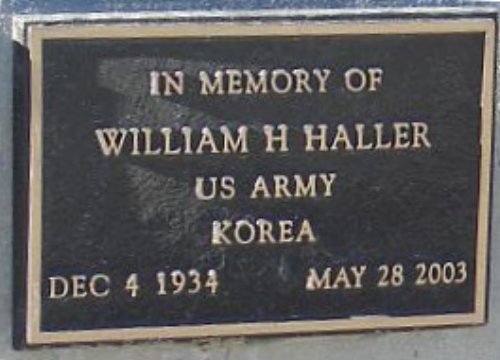 IN MEMORY OF
WILLIAM H HALLER
US ARMY
KOREA
DEC 4 1934 MAY 28 2003